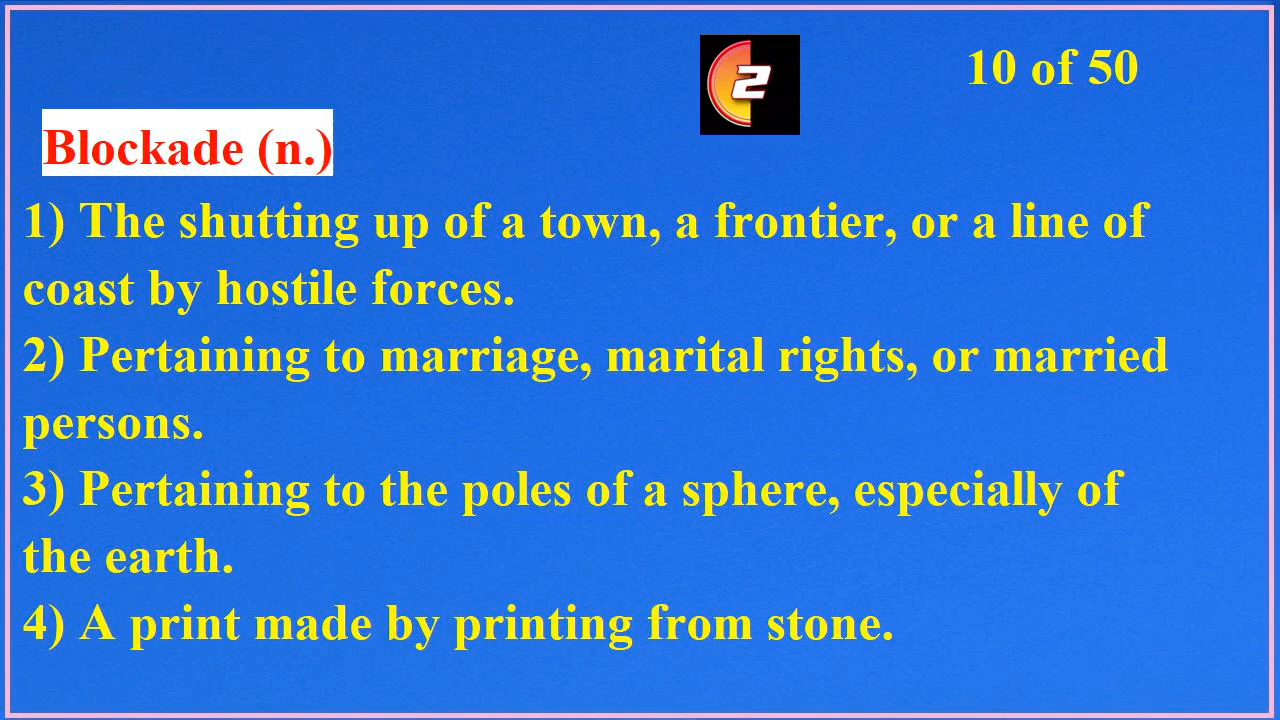 2
10 of 50
Blockade (n.)
1) The shutting up of a town, a frontier, or a line of
coast by hostile forces.
2) Pertaining to marriage, marital rights, or married
persons.
3) Pertaining to the poles of a sphere, especially of
the earth.
4) A print made by printing from stone.